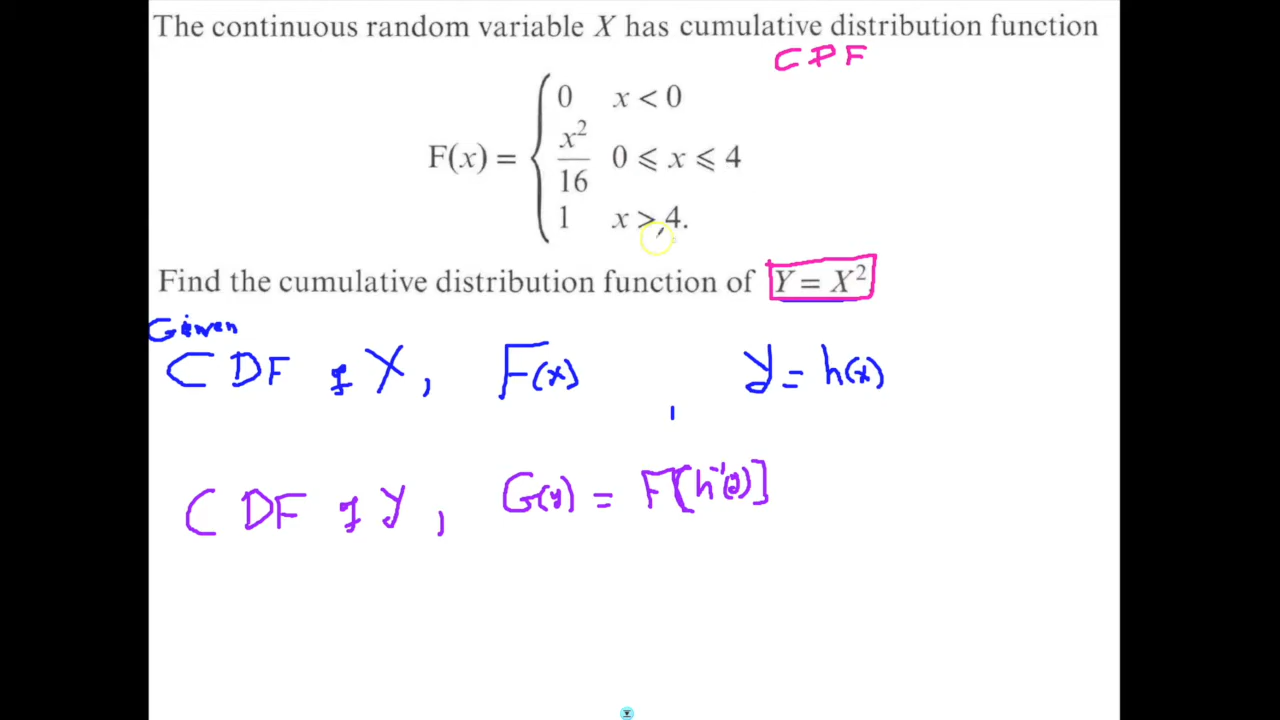 The continuous random variable X has cumulative distribution function
CDF
F(x) = { 0 x < 0
x²/16 0 ⩽ x ⩽ 4
1 x > 4.
Find the cumulative distribution function of Y = X²
Given
CDF of X, F(x) y = h(x)
CDF of Y, G(y) = F[h⁻¹(y)]